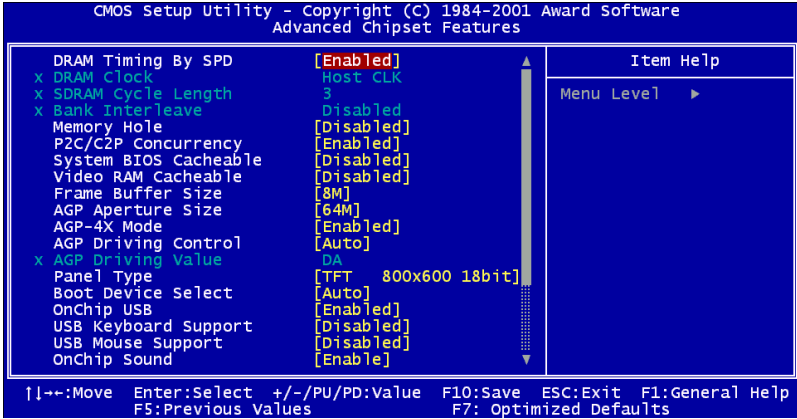 CMOS Setup Utility – Copyright (C) 1984-2001 Award Software
Advanced Chipset Features
DRAM Timing By SPD [Enabled]
x DRAM Clock Host CLK
x SDRAM Cycle Length 3
x Bank Interleave Disabled
Memory Hole [Disabled]
P2C/C2P Concurrency [Enabled]
System BIOS Cacheable [Disabled]
Video RAM Cacheable [Disabled]
Frame Buffer Size [8M]
AGP Aperture Size [64M]
AGP-4X Mode [Enabled]
AGP Driving Control [Auto]
x AGP Driving Value DA
Panel Type [TFT 800x600 18bit]
Boot Device Select [Auto]
OnChip USB [Enabled]
USB Keyboard Support [Disabled]
USB Mouse Support [Disabled]
OnChip Sound [Enable]
Item Help
Menu Level ▶
↑↓→←:Move Enter:Select +/-/PU/PD:Value F10:Save ESC:Exit F1:General Help
F5:Previous Values F7: Optimized Defaults